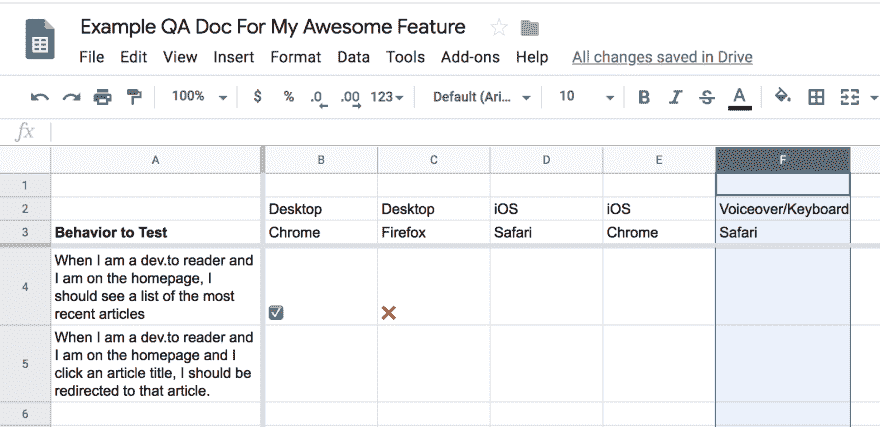 Example QA Doc For My Awesome Feature
File Edit View Insert Format Data Tools Add-ons Help All changes saved in Drive
100% $ % .0 .00 123 Default (Ari... 10 B I S A
fx
A B C D E F
1
2 Desktop Desktop iOS iOS Voiceover/Keyboard
3 Behavior to Test Chrome Firefox Safari Chrome Safari
When I am a dev.to reader and
I am on the homepage, I
4 should see a list of the most
recent articles
When I am a dev.to reader and
I am on the homepage and I
5 click an article title, I should be
redirected to that article.
6